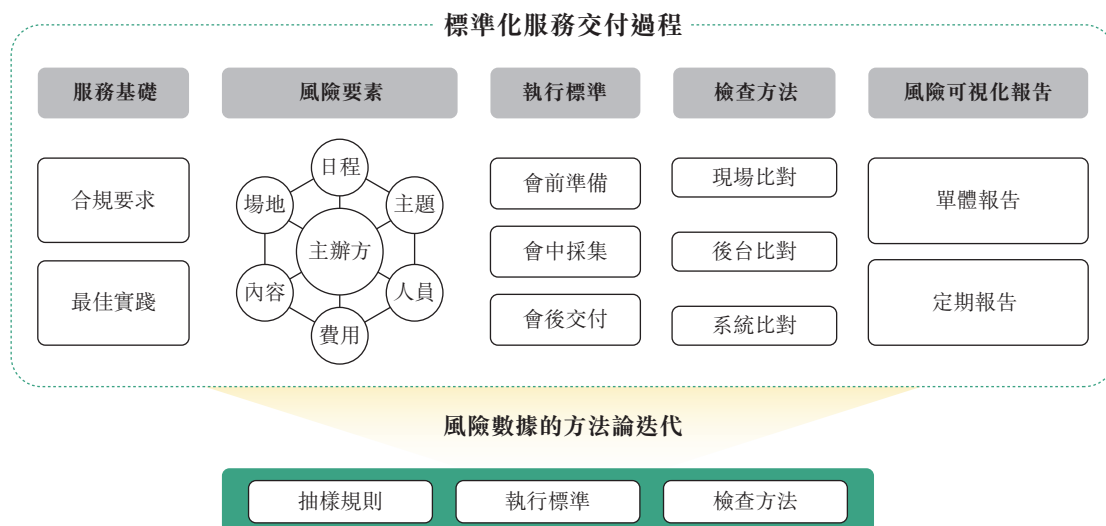 標準化服務交付過程
服務基礎
風險要素
執行標準
檢查方法
風險可視化報告
合規要求
最佳實踐
日程
場地
主題
主辦方
內容
人員
費用
會前準備
會中採集
會後交付
現場比對
後台比對
系統比對
單體報告
定期報告
風險數據的方法論迭代
抽樣規則
執行標準
檢查方法